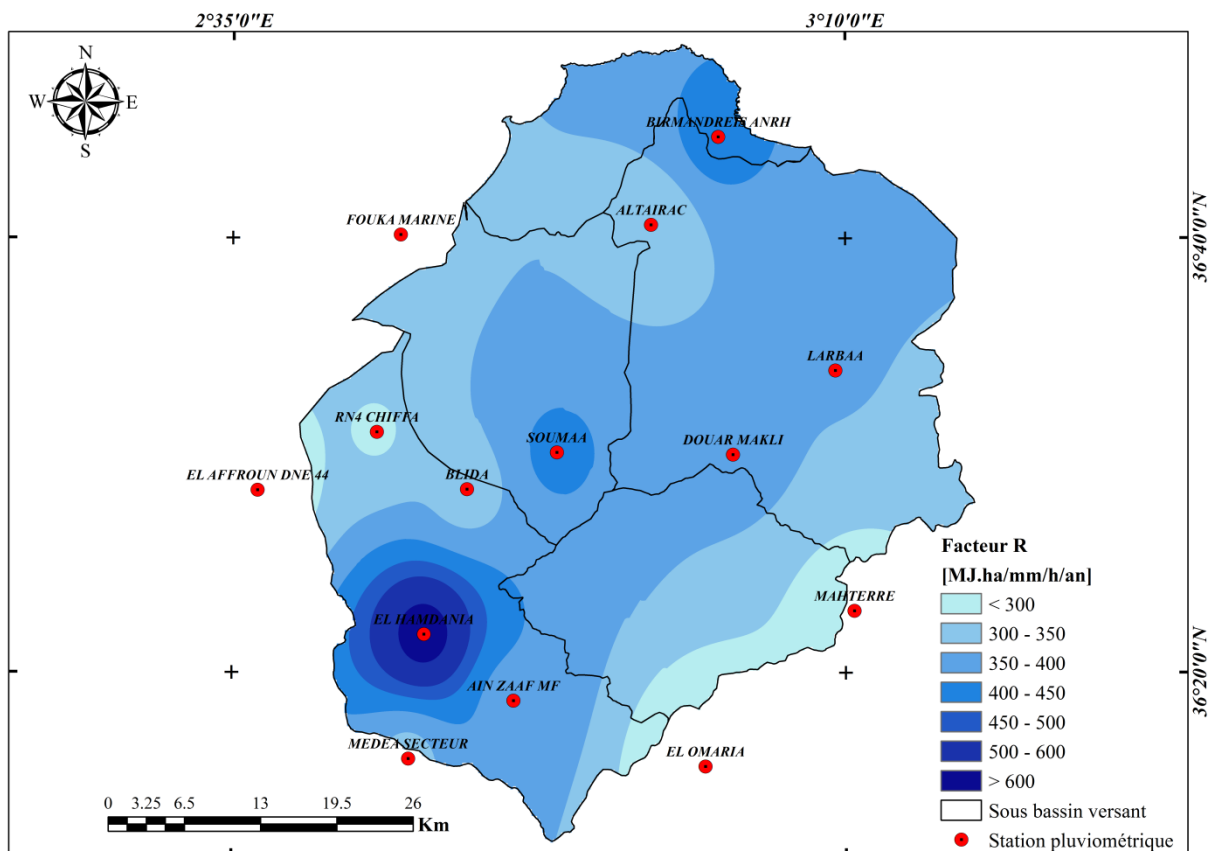 2°35'0"E
3°10'0"E
N
W
E
S
BIRMANDREIS ANRH
FOUKA MARINE
ALTAIRAC
36°40'0"N
LARBAA
RN4 CHIFFA
SOUMAA
DOUAR MAKLI
EL AFFROUN DNE 44
BLIDA
Facteur R
[MJ.ha/mm/h/an]
< 300
300 - 350
350 - 400
400 - 450
450 - 500
500 - 600
> 600
Sous bassin versant
Station pluviométrique
MAHTERRE
EL HAMDANIA
36°20'0"N
AIN ZAAF MF
MEDEA SECTEUR
EL OMARIA
0 3.25 6.5 13 19.5 26
Km